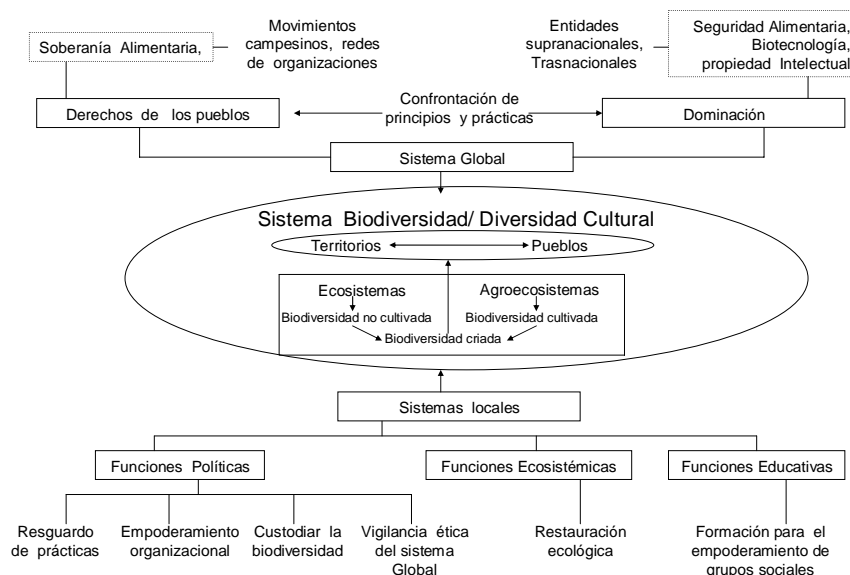 Soberanía Alimentaria,
Movimientos
campesinos, redes
de organizaciones
Entidades
supranacionales,
Trasnacionales
Seguridad Alimentaria,
Biotecnología,
propiedad Intelectual
Derechos de los pueblos
Confrontación de
principios y prácticas
Dominación
Sistema Global
Sistema Biodiversidad/ Diversidad Cultural
Territorios
Pueblos
Ecosistemas
Agroecosistemas
Biodiversidad no cultivada
Biodiversidad cultivada
Biodiversidad criada
Sistemas locales
Funciones Políticas
Funciones Ecosistémicas
Funciones Educativas
Resguardo
de prácticas
Empoderamiento
organizacional
Custodiar la
biodiversidad
Vigilancia ética
del sistema
Global
Restauración
ecológica
Formación para el
empoderamiento de
grupos sociales